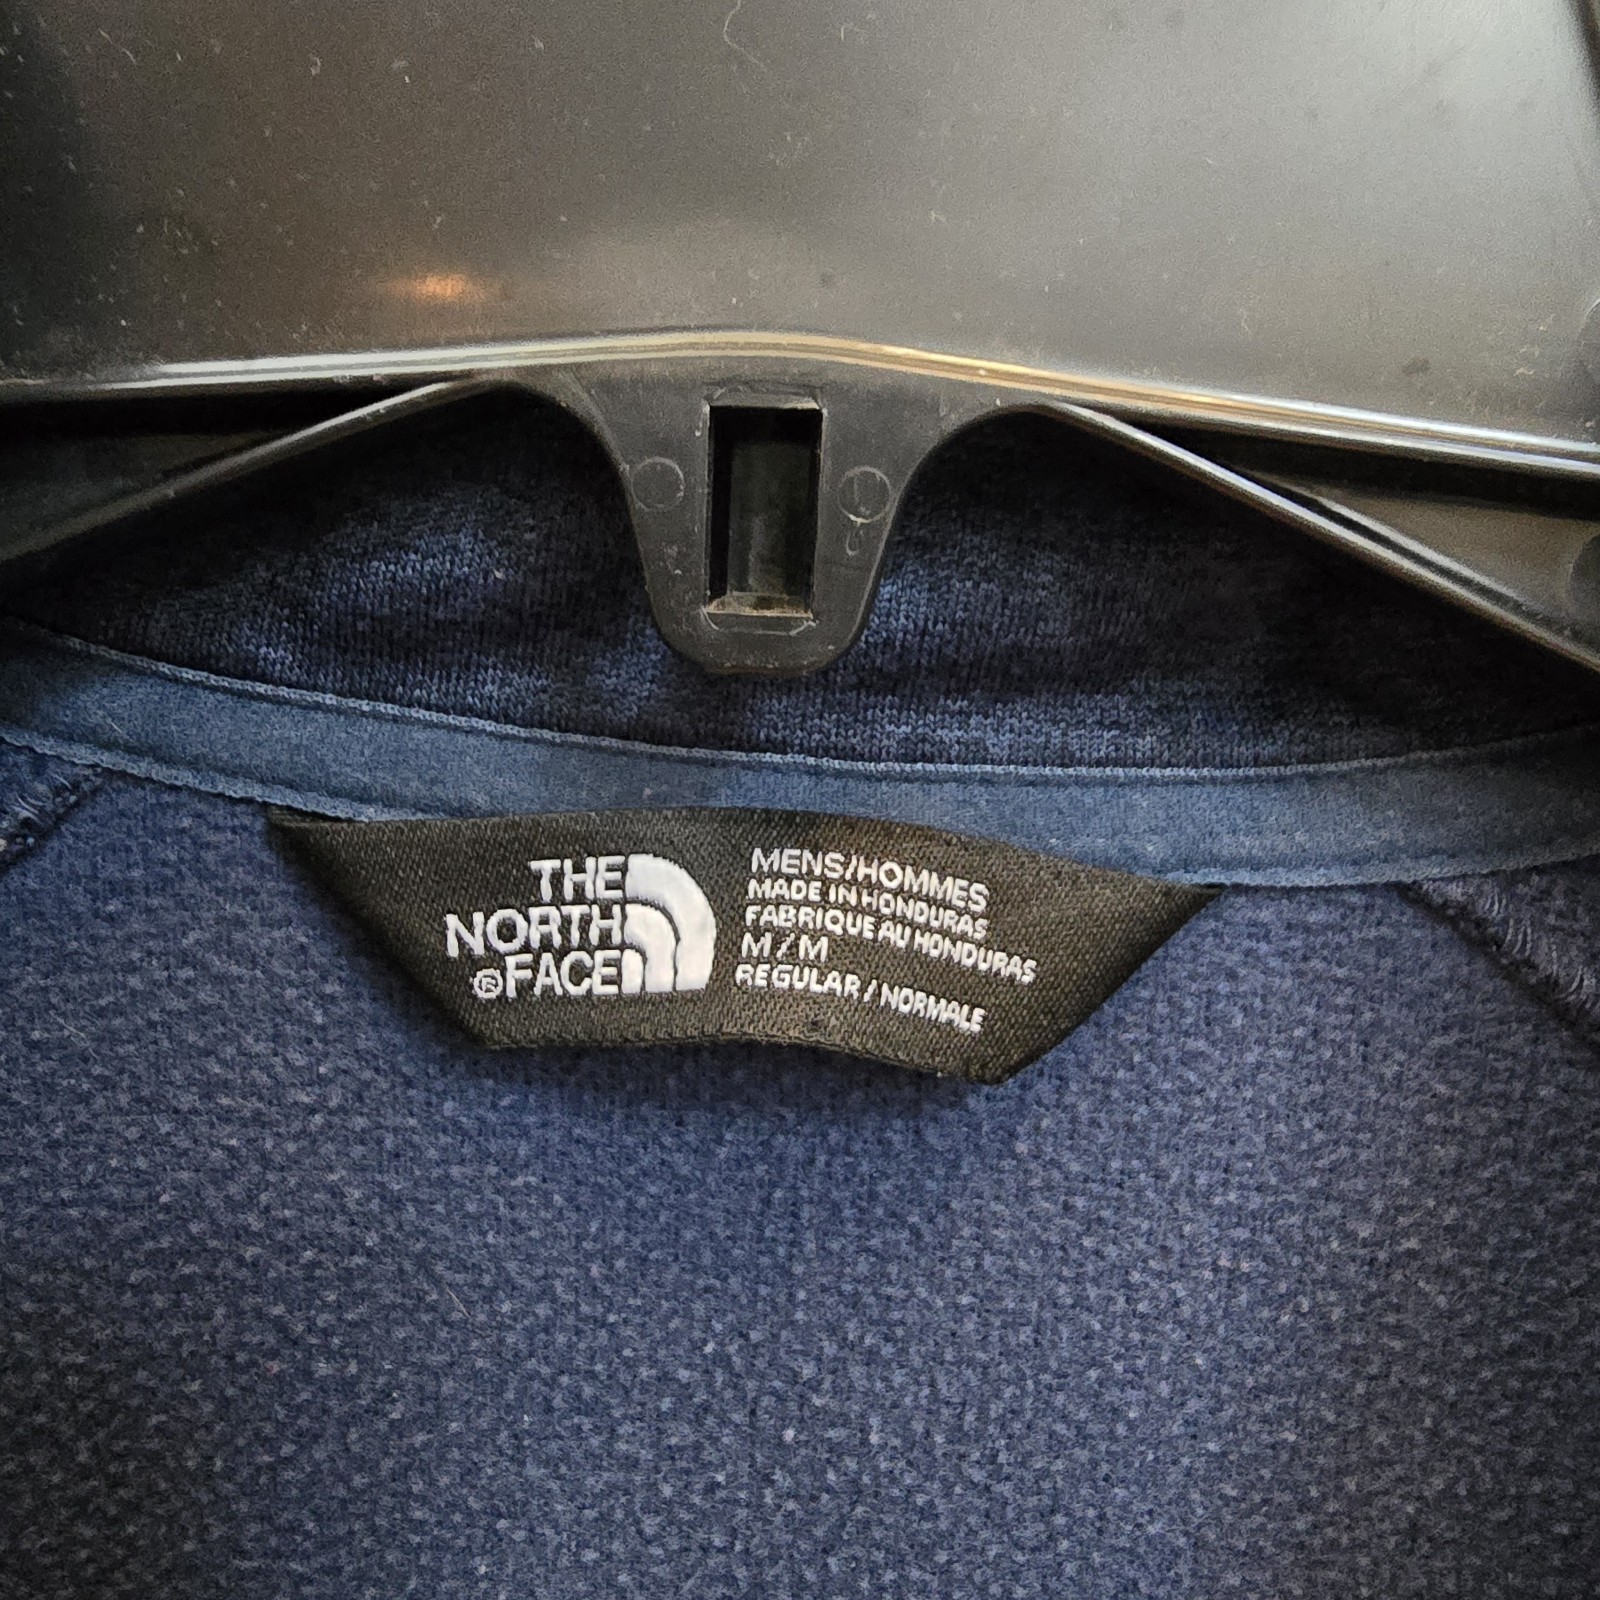 THE
NORTH
®FACE
MENS/HOMMES
MADE IN HONDURAS
FABRIQUE AU HONDURAS
M / M
REGULAR / NORMALE